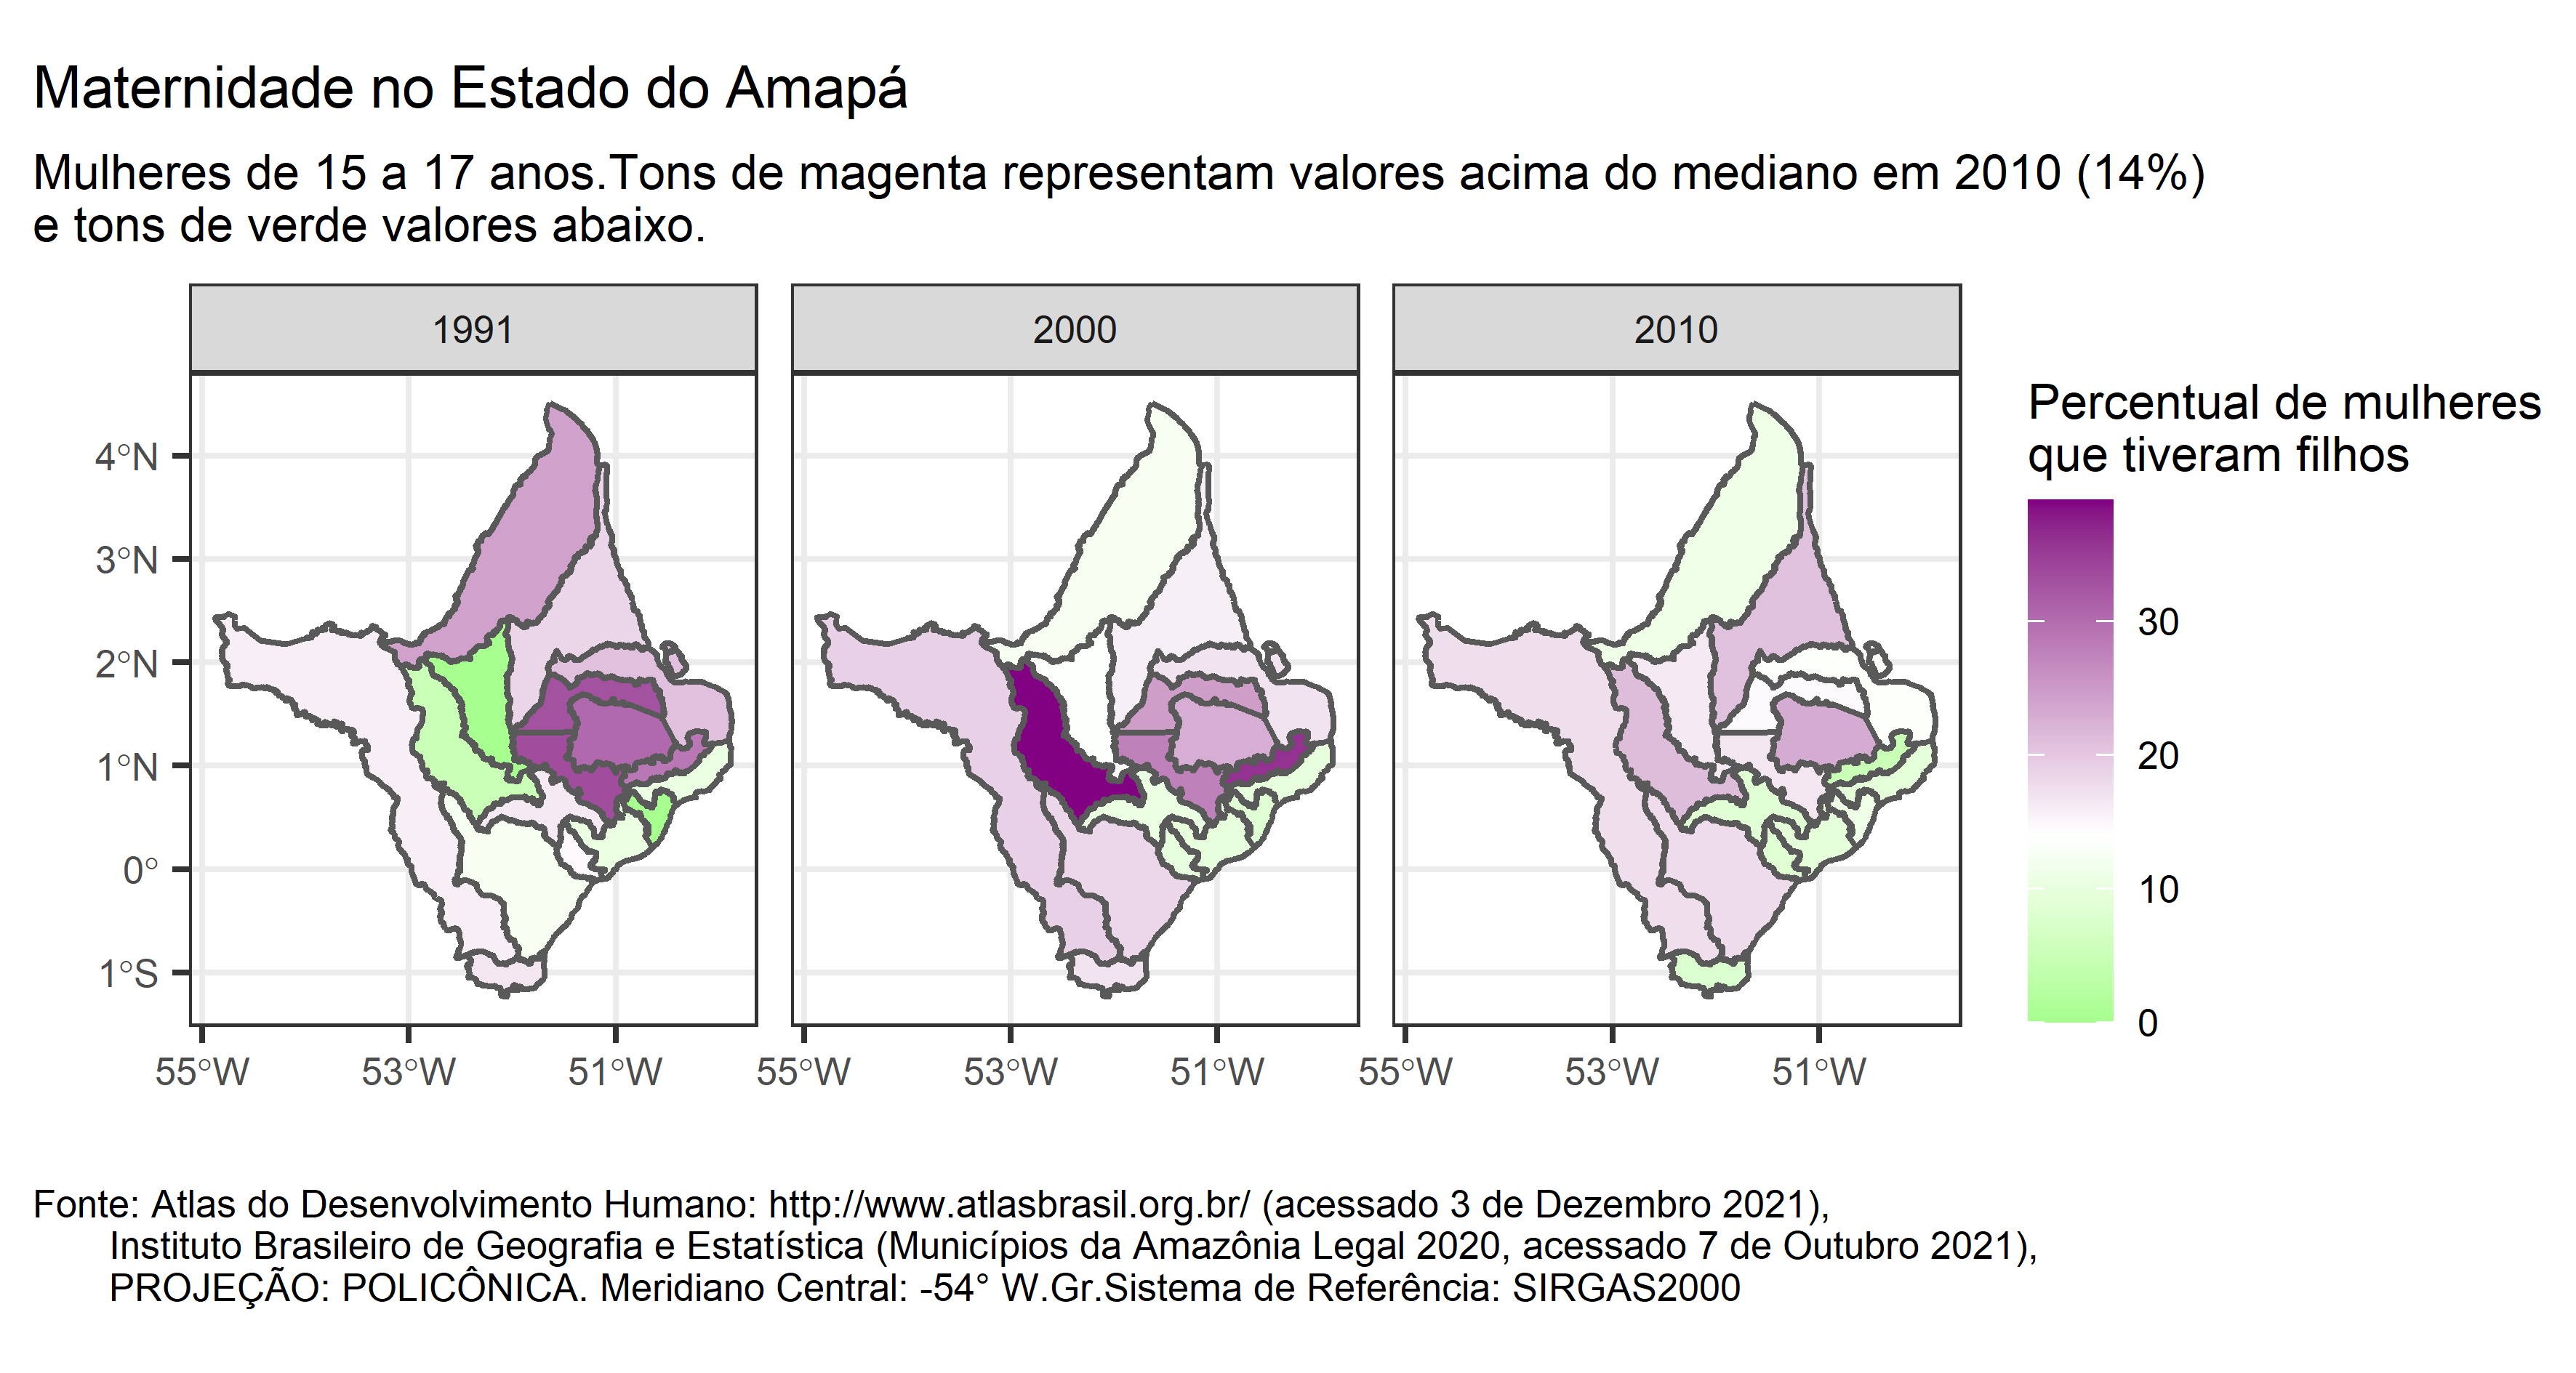 Maternidade no Estado do Amapá
Mulheres de 15 a 17 anos.Tons de magenta representam valores acima do mediano em 2010 (14%)
e tons de verde valores abaixo.
1991
2000
2010
4°N
3°N
2°N
1°N
0°
1°S
55°W
53°W
51°W
55°W
53°W
51°W
55°W
53°W
51°W
Percentual de mulheres
que tiveram filhos
30
20
10
0
Fonte: Atlas do Desenvolvimento Humano: http://www.atlasbrasil.org.br/ (acessado 3 de Dezembro 2021),
Instituto Brasileiro de Geografia e Estatística (Municípios da Amazônia Legal 2020, acessado 7 de Outubro 2021),
PROJEÇÃO: POLICÔNICA. Meridiano Central: -54° W.Gr.Sistema de Referência: SIRGAS2000